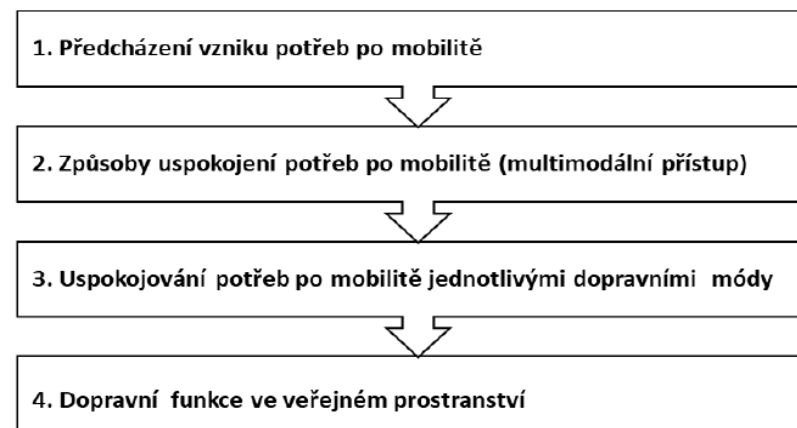 1. Předcházení vzniku potřeb po mobilitě
2. Způsoby uspokojení potřeb po mobilitě (multimodální přístup)
3. Uspokojování potřeb po mobilitě jednotlivými dopravními módy
4. Dopravní funkce ve veřejném prostranství